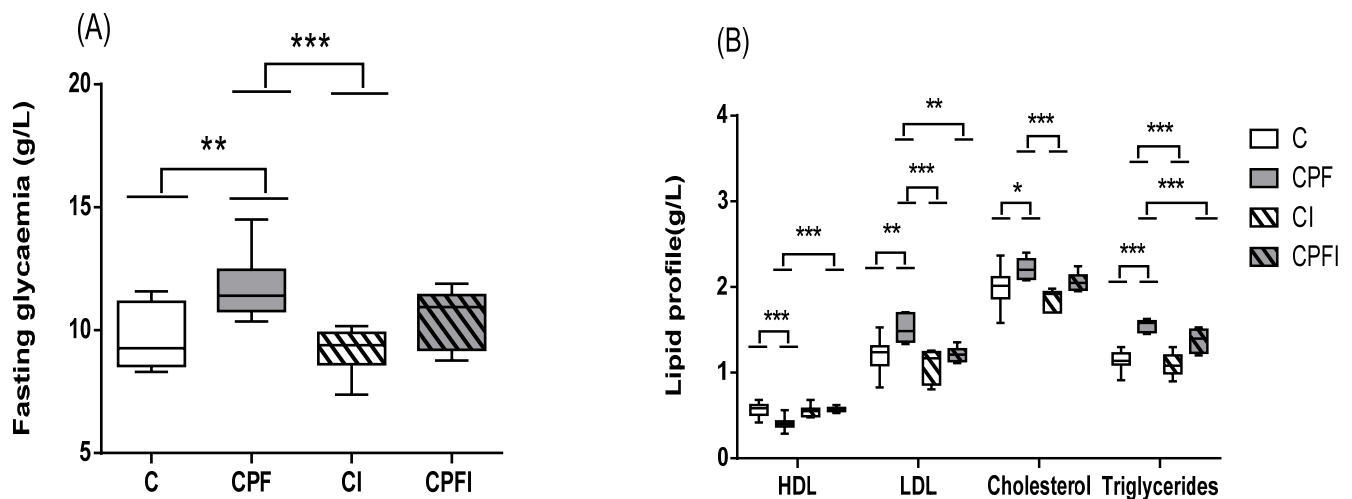 (A)
***
**
20
15
10
5
Fasting glycaemia (g/L)
C CPF CI CPFI
(B)
**
***
***
***
***
***
*
**
***
***
4
3
2
1
0
Lipid profile(g/L)
HDL LDL Cholesterol Triglycerides
C
CPF
CI
CPFI